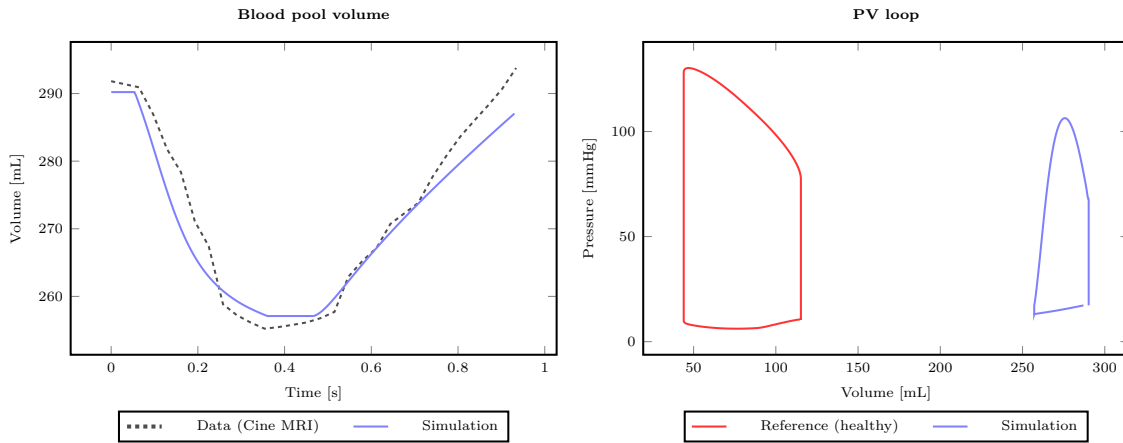 Blood pool volume
290
280
270
260
Volume [mL]
0
0.2
0.4
0.6
0.8
1
Time [s]
Data (Cine MRI)
Simulation
PV loop
100
50
0
Pressure [mmHg]
50
100
150
200
250
300
Volume [mL]
Reference (healthy)
Simulation